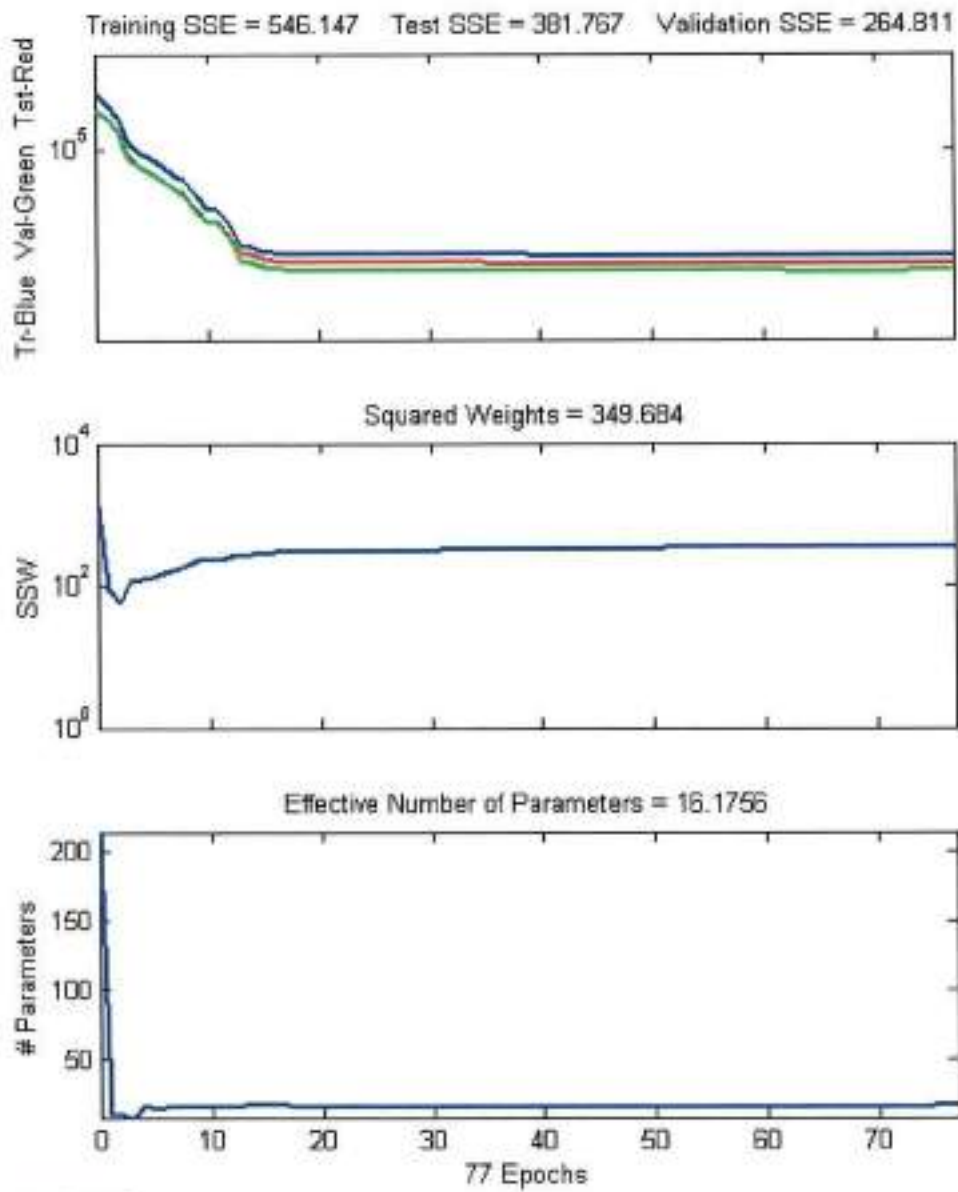 Training SSE = 546.147 Test SSE = 381.767 Validation SSE = 264.811
Tr-Blue Val-Green Tst-Red
10^5
Squared Weights = 349.684
SSW
10^4
10^2
10^0
Effective Number of Parameters = 16.1756
# Parameters
200
150
100
50
0 10 20 30 40 50 60 70
77 Epochs